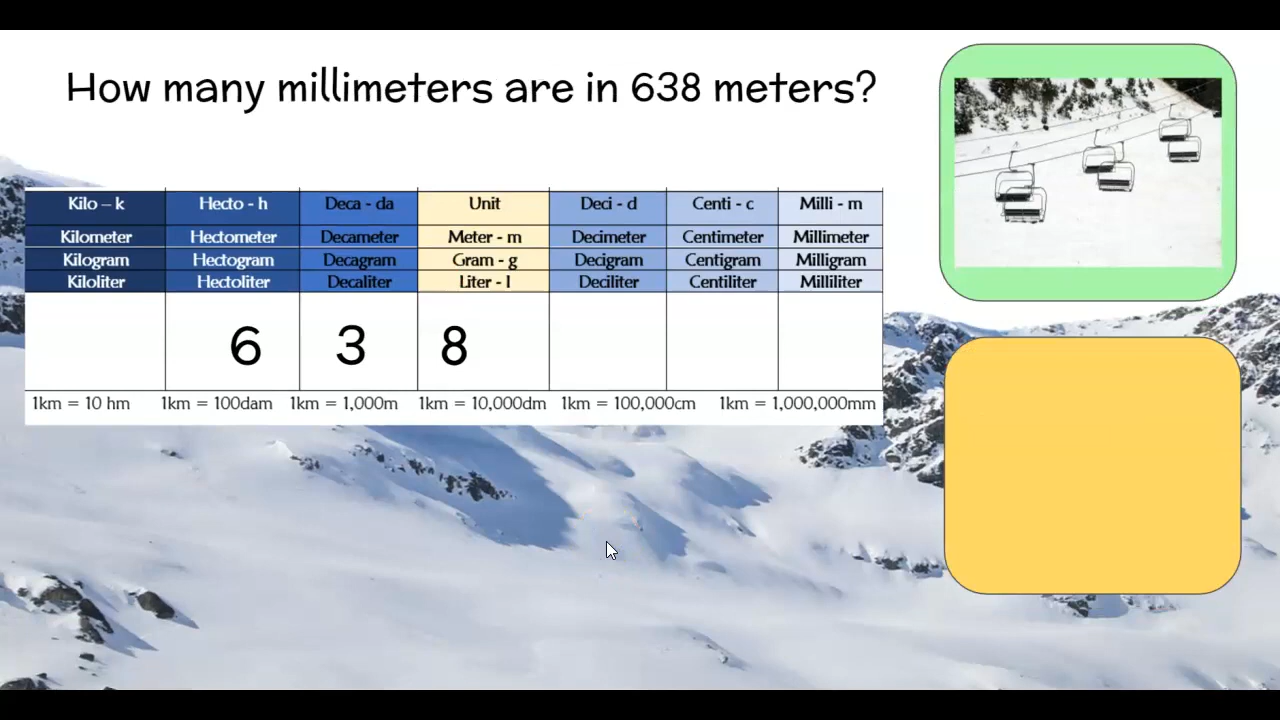 How many millimeters are in 638 meters?
Kilo – k Hecto - h Deca - da Unit Deci - d Centi - c Milli - m
Kilometer Hectometer Decameter Meter - m Decimeter Centimeter Millimeter
Kilogram Hectogram Decagram Gram - g Decigram Centigram Milligram
Kiloliter Hectoliter Decaliter Liter - l Deciliter Centiliter Milliliter
6 3 8
1km = 10 hm 1km = 100dam 1km = 1,000m 1km = 10,000dm 1km = 100,000cm 1km = 1,000,000mm